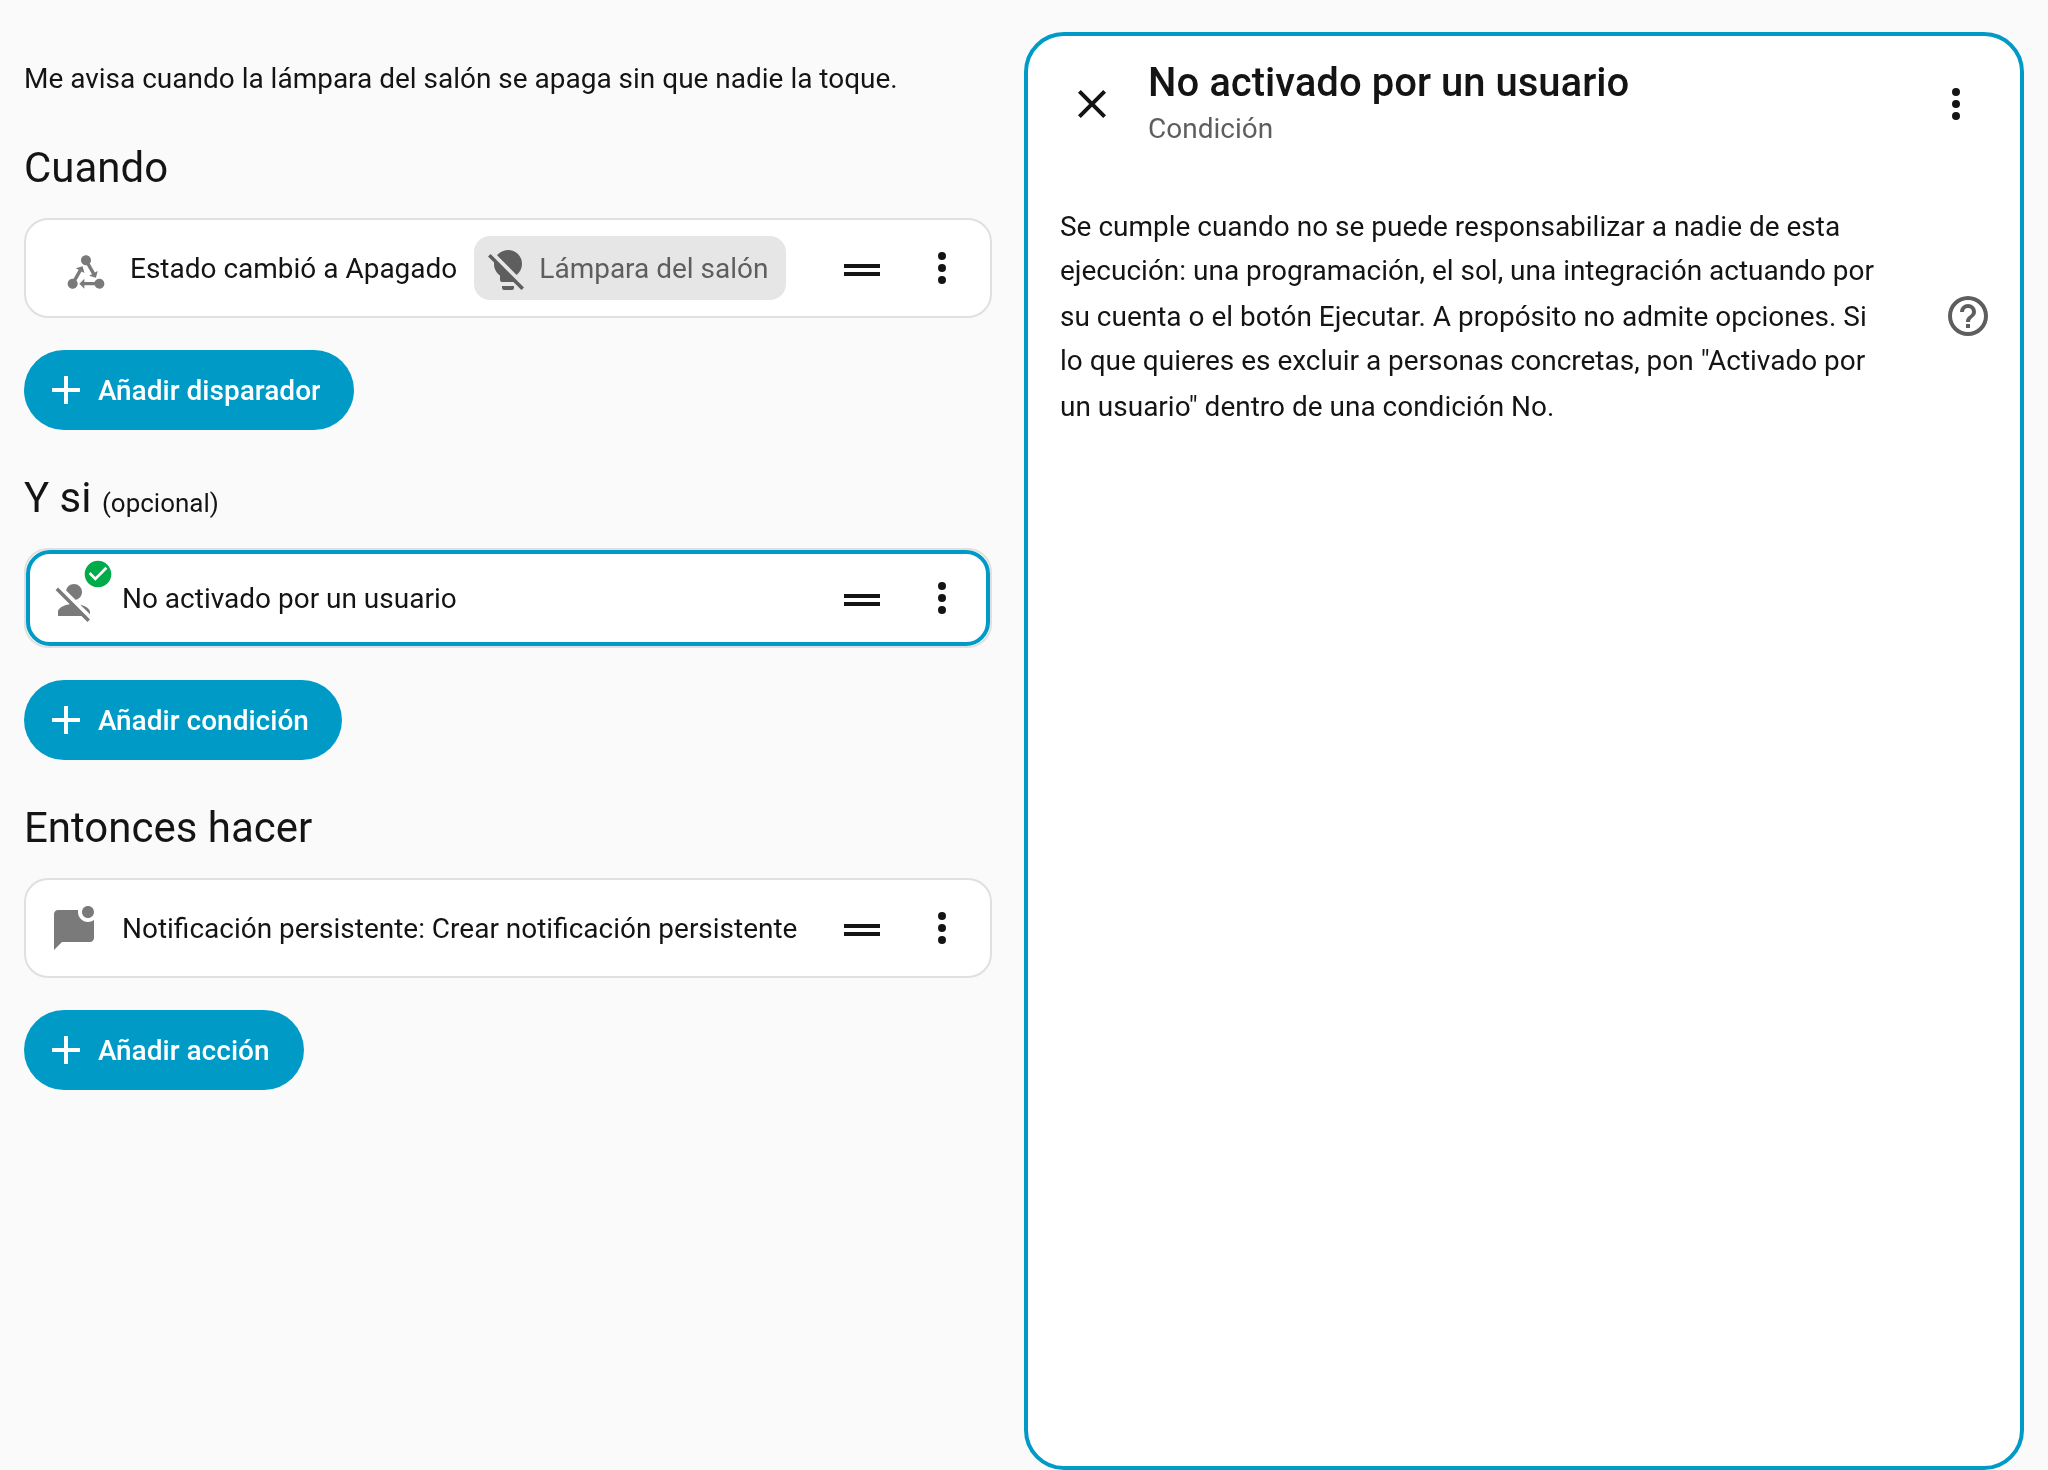 Me avisa cuando la lámpara del salón se apaga sin que nadie la toque.
Cuando
Estado cambió a Apagado Lámpara del salón
Añadir disparador
Y si (opcional)
No activado por un usuario
Añadir condición
Entonces hacer
Notificación persistente: Crear notificación persistente
Añadir acción
No activado por un usuario
Condición
Se cumple cuando no se puede responsabilizar a nadie de esta
ejecución: una programación, el sol, una integración actuando por
su cuenta o el botón Ejecutar. A propósito no admite opciones. Si
lo que quieres es excluir a personas concretas, pon "Activado por
un usuario" dentro de una condición No.